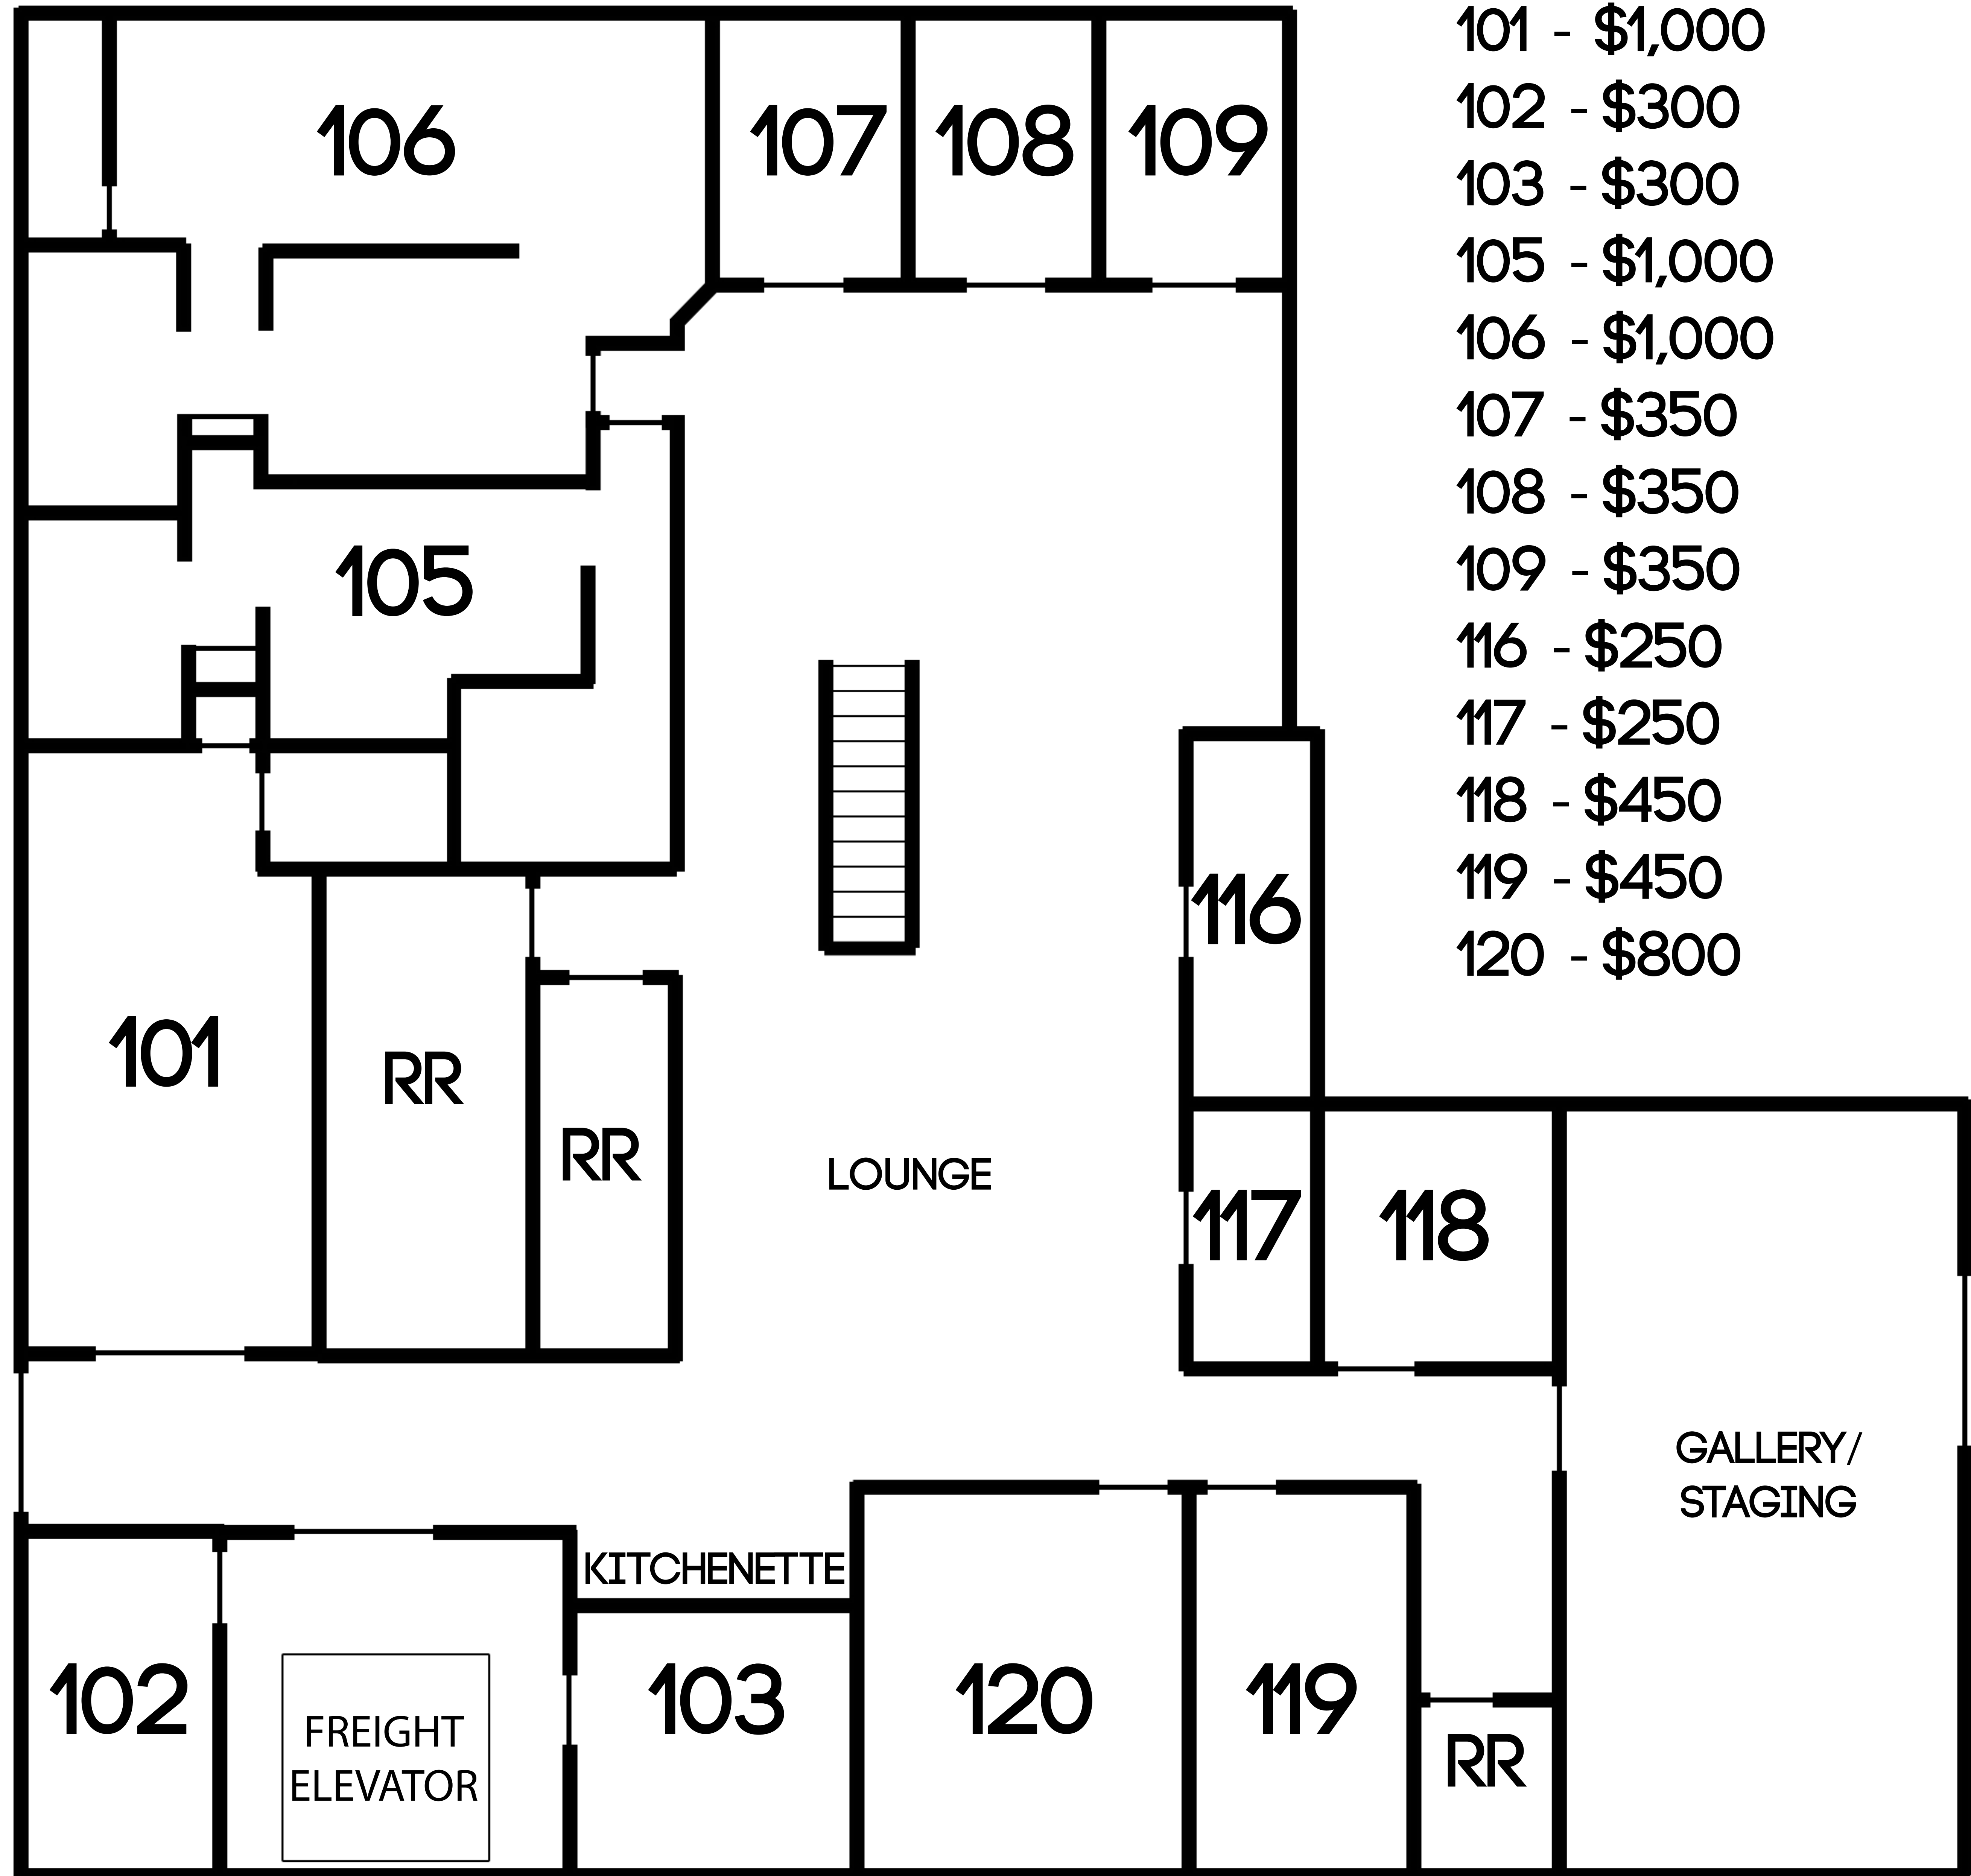 106
107
108
109
105
116
101
RR
RR
LOUNGE
117
118
GALLERY/
STAGING
KITCHENETTE
102
FREIGHT
ELEVATOR
103
120
119
RR
101 - $1,000
102 - $300
103 - $300
105 - $1,000
106 - $1,000
107 - $350
108 - $350
109 - $350
116 - $250
117 - $250
118 - $450
119 - $450
120 - $800